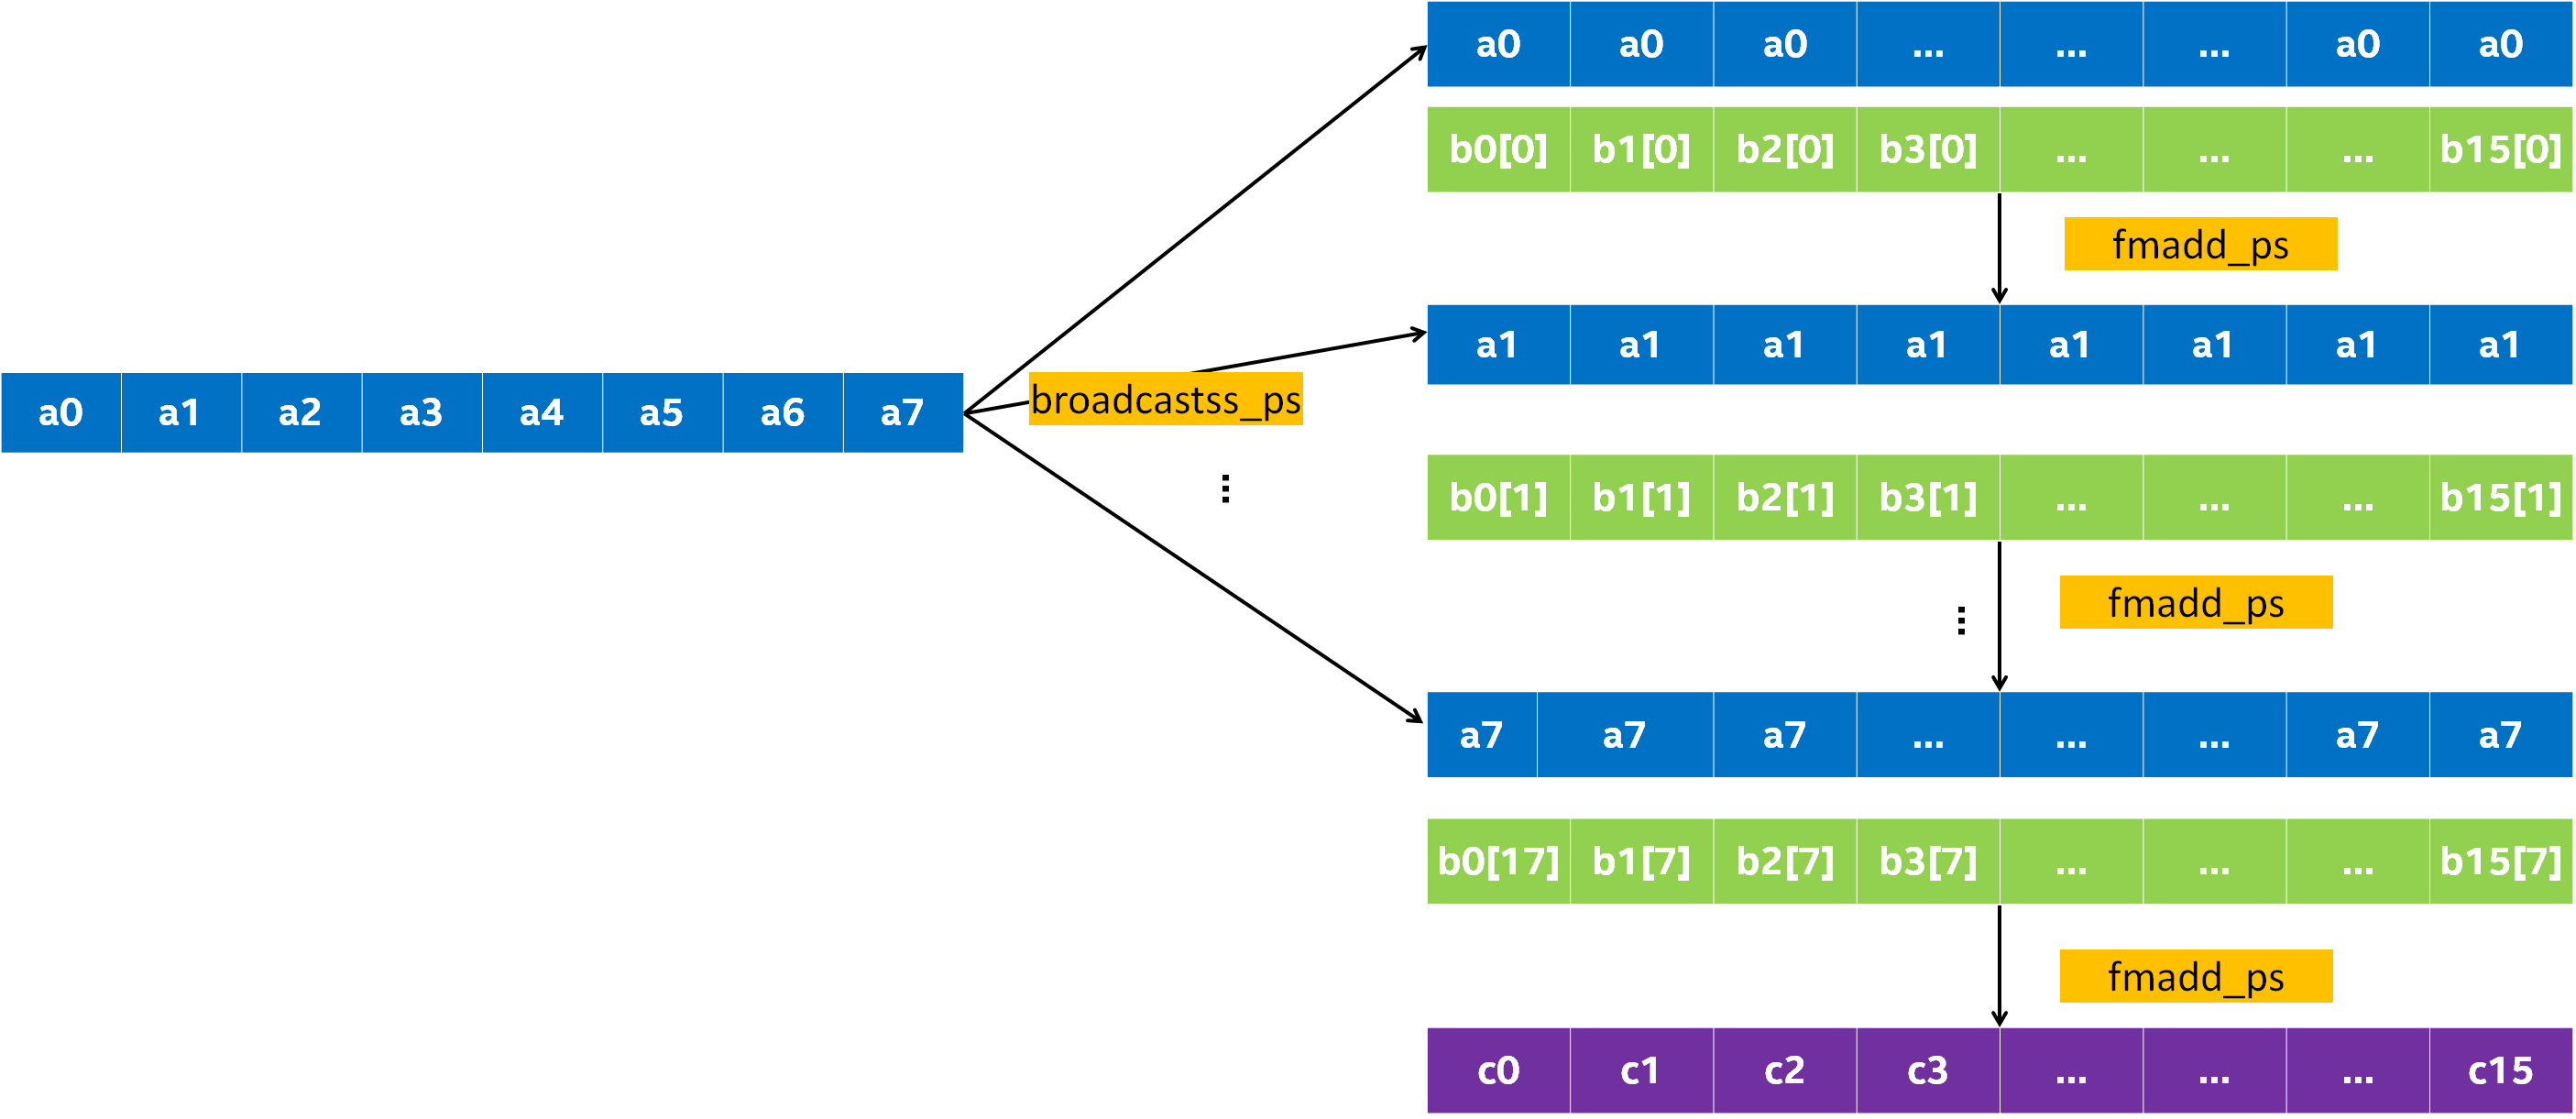 a0 a0 a0 ... ... ... a0 a0
b0[0] b1[0] b2[0] b3[0] ... ... ... b15[0]
fmadd_ps
a1 a1 a1 a1 a1 a1 a1 a1
a0 a1 a2 a3 a4 a5 a6 a7
broadcastss_ps
...
b0[1] b1[1] b2[1] b3[1] ... ... ... b15[1]
fmadd_ps
...
a7 a7 a7 ... ... ... a7 a7
b0[17] b1[7] b2[7] b3[7] ... ... ... b15[7]
fmadd_ps
c0 c1 c2 c3 ... ... ... c15